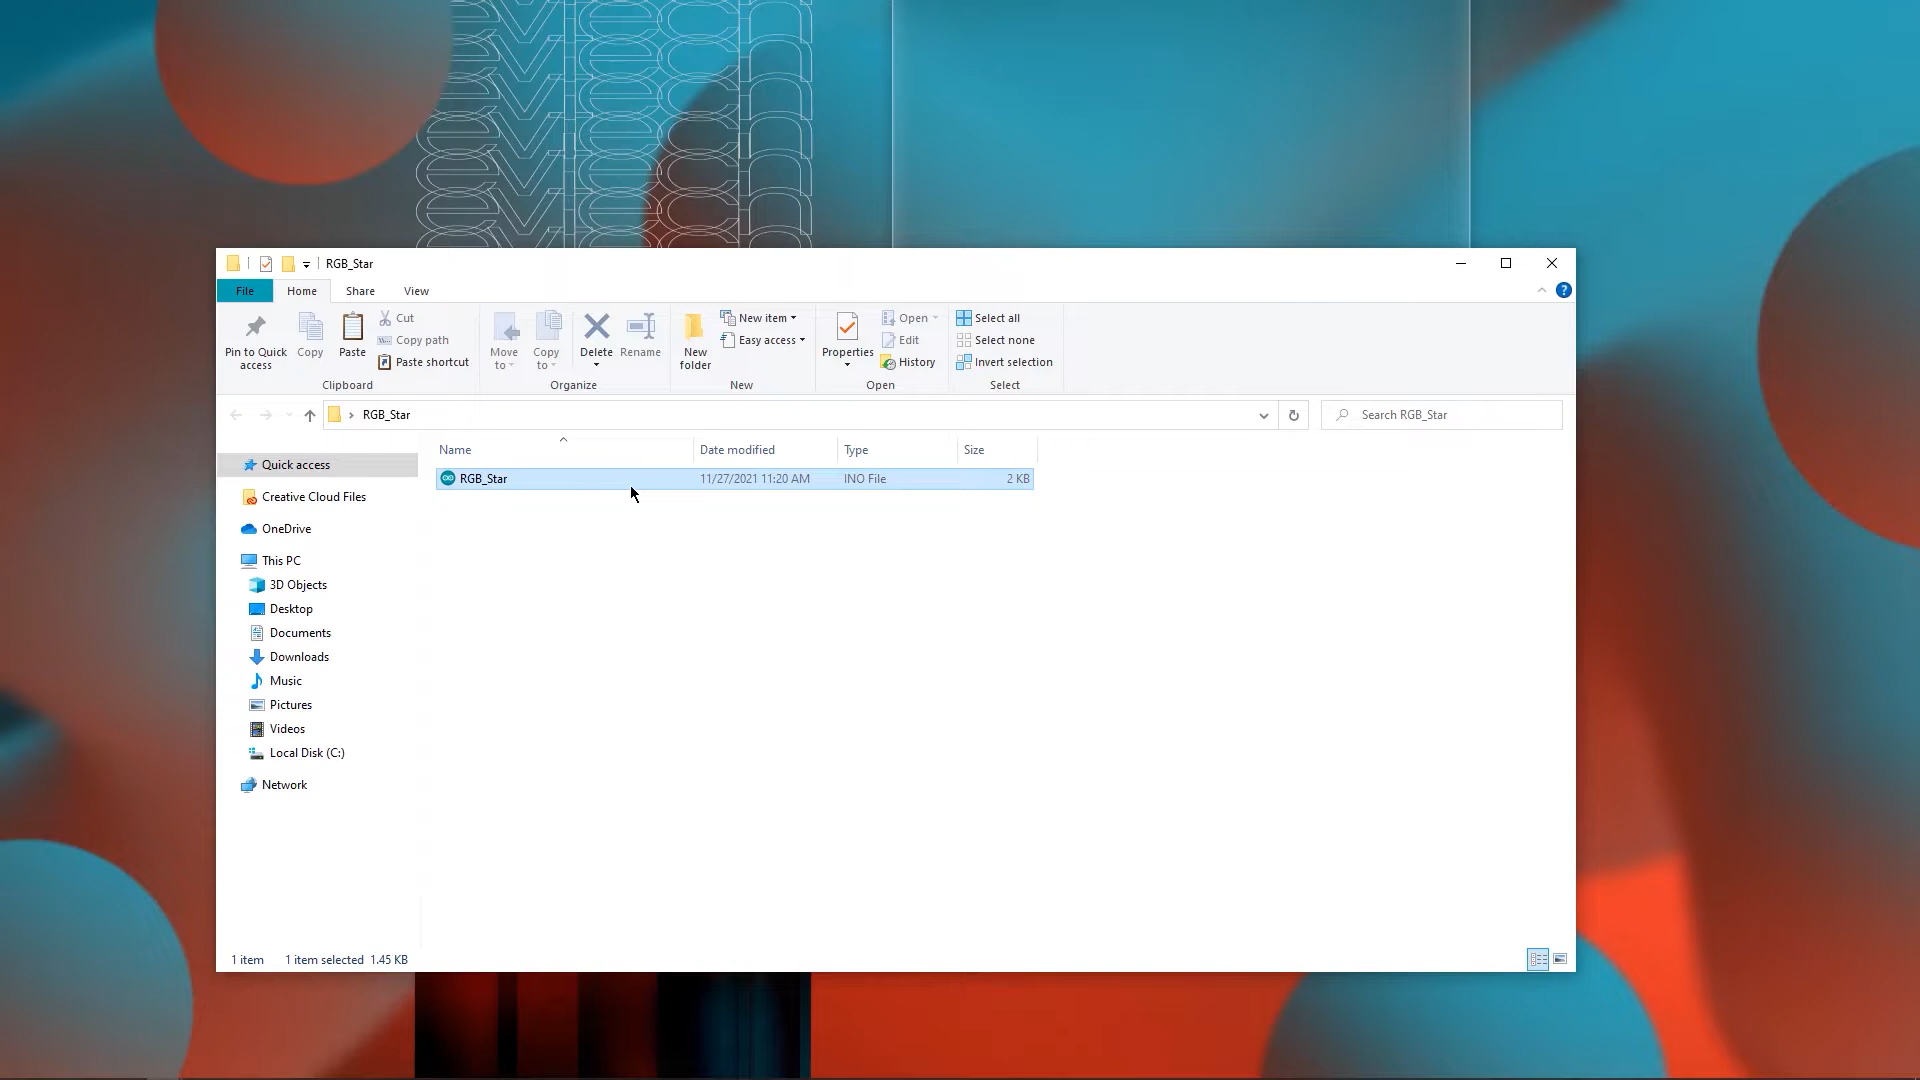 RGB_Star
File Home Share View
Pin to Quick access
Copy
Paste
Cut
Copy path
Paste shortcut
Clipboard
Move to
Copy to
Delete
Rename
Organize
New folder
New item
Easy access
New
Properties
Open
Edit
History
Open
Select all
Select none
Invert selection
Select
RGB_Star
Search RGB_Star
Name Date modified Type Size
RGB_Star 11/27/2021 11:20 AM INO File 2 KB
Quick access
Creative Cloud Files
OneDrive
This PC
3D Objects
Desktop
Documents
Downloads
Music
Pictures
Videos
Local Disk (C:)
Network
1 item 1 item selected 1.45 KB